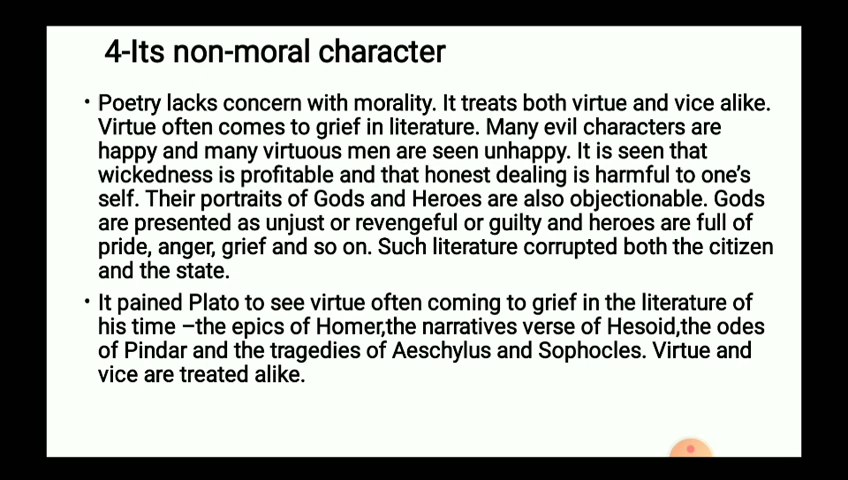 4-Its non-moral character
• Poetry lacks concern with morality. It treats both virtue and vice alike.
Virtue often comes to grief in literature. Many evil characters are
happy and many virtuous men are seen unhappy. It is seen that
wickedness is profitable and that honest dealing is harmful to one's
self. Their portraits of Gods and Heroes are also objectionable. Gods
are presented as unjust or revengeful or guilty and heroes are full of
pride, anger, grief and so on. Such literature corrupted both the citizen
and the state.
• It pained Plato to see virtue often coming to grief in the literature of
his time –the epics of Homer,the narratives verse of Hesoid,the odes
of Pindar and the tragedies of Aeschylus and Sophocles. Virtue and
vice are treated alike.